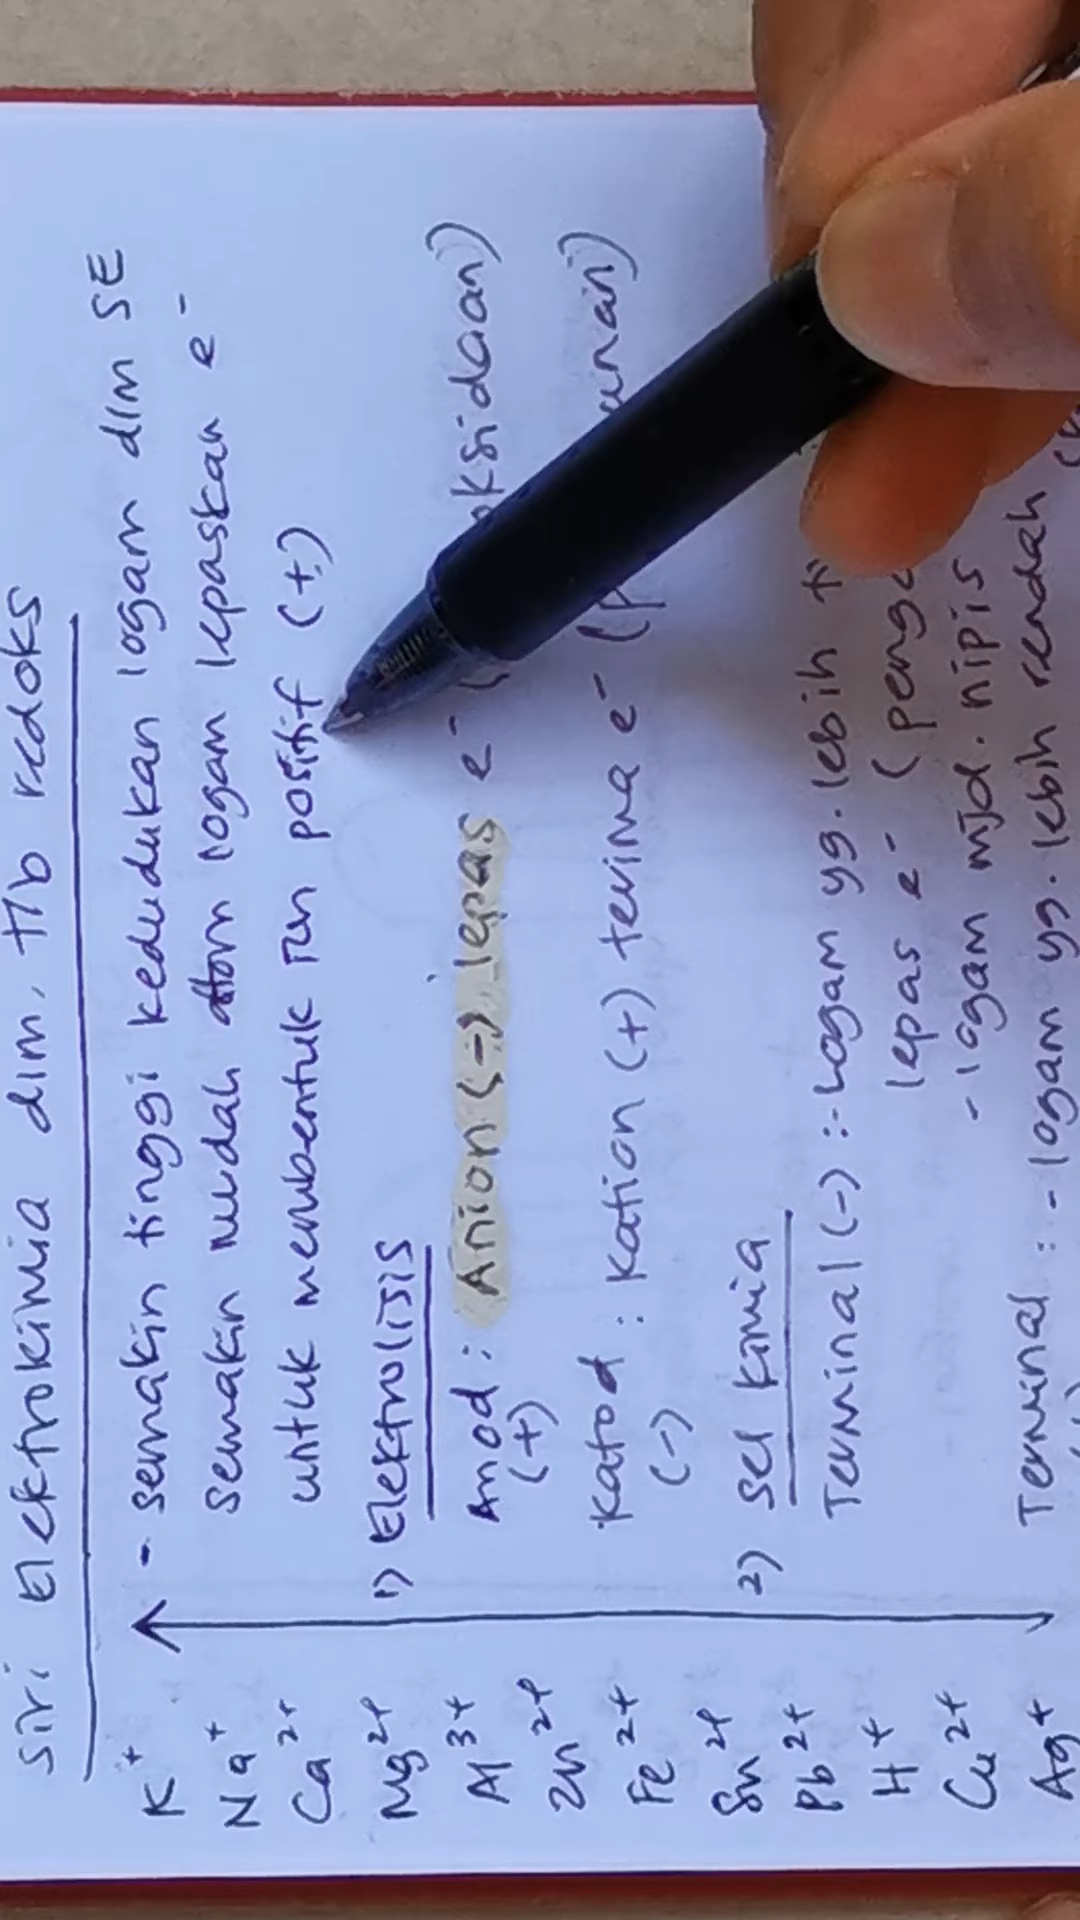 Siri Elektrokimia dlm. t/b redoks
K⁺ - semakin tinggi kedudukan logam dlm SE
Na⁺ semakin mudah atom logam lepaskan e⁻
Ca²⁺ untuk membentuk ion positif (+)
Mg²⁺ 1) Elektrolisis
Al³⁺ Anod : Anion (-) lepas e⁻
(+)
Zn²⁺
Fe²⁺ Katod : Kation (+) terima e⁻
(-)
Sn²⁺ 2) Sel kimia
Pb²⁺ Terminal (-) :- Logam yg. lebih
H⁺ lepas e⁻
Cu²⁺ - logam mjd. nipis
Ag⁺ Terminal : - logam yg. lebih rendah